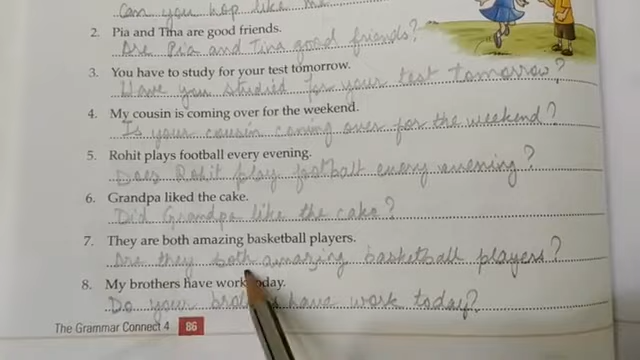 Can you hop like me
2. Pia and Tina are good friends.
Are Pia and Tina good friends?
3. You have to study for your test tomorrow.
Have you studied for your test tomorrow?
4. My cousin is coming over for the weekend.
Is your cousin coming over for the weekend?
5. Rohit plays football every evening.
Does Rohit play football every evening?
6. Grandpa liked the cake.
Did Grandpa like the cake?
7. They are both amazing basketball players.
Are they both amazing basketball players?
8. My brothers have work today.
Do your have work today?
The Grammar Connect 4 86